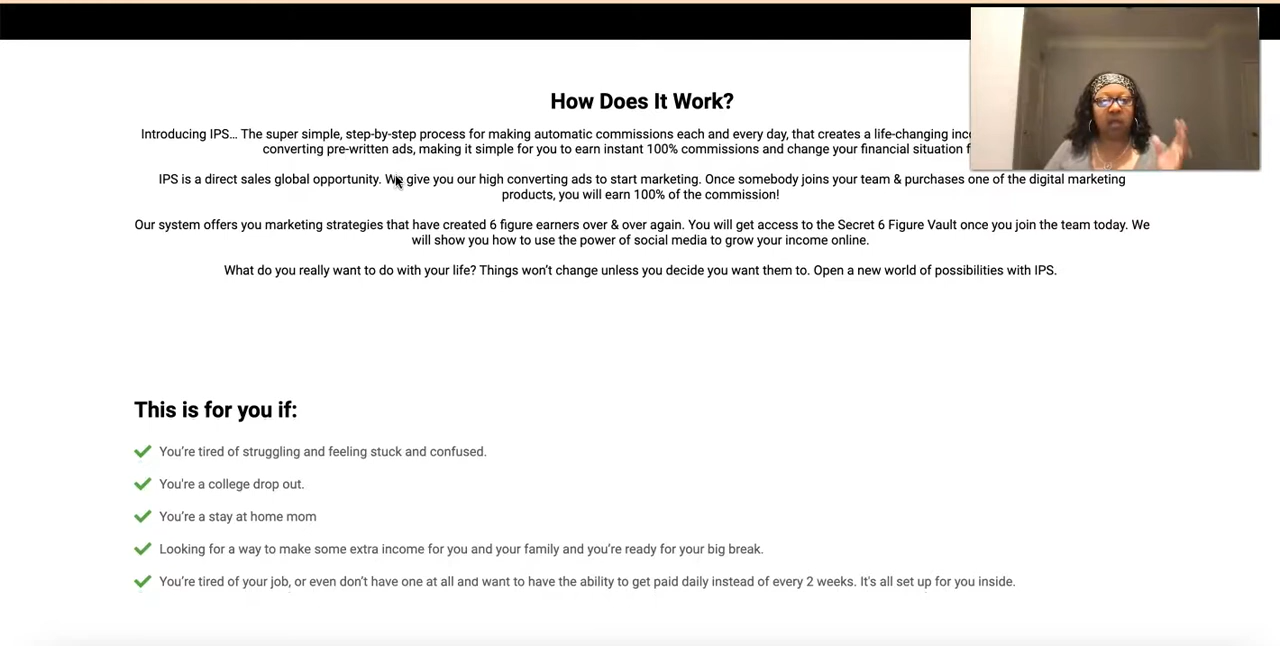 How Does It Work?
Introducing IPS... The super simple, step-by-step process for making automatic commissions each and every day, that creates a life-changing
converting pre-written ads, making it simple for you to earn instant 100% commissions and change your financial situation
IPS is a direct sales global opportunity. We give you our high converting ads to start marketing. Once somebody joins your team & purchases one of the digital marketing
products, you will earn 100% of the commission!
Our system offers you marketing strategies that have created 6 figure earners over & over again. You will get access to the Secret 6 Figure Vault once you join the team today. We
will show you how to use the power of social media to grow your income online.
What do you really want to do with your life? Things won’t change unless you decide you want them to. Open a new world of possibilities with IPS.
This is for you if:
You’re tired of struggling and feeling stuck and confused.
You're a college drop out.
You’re a stay at home mom
Looking for a way to make some extra income for you and your family and you’re ready for your big break.
You’re tired of your job, or even don’t have one at all and want to have the ability to get paid daily instead of every 2 weeks. It's all set up for you inside.